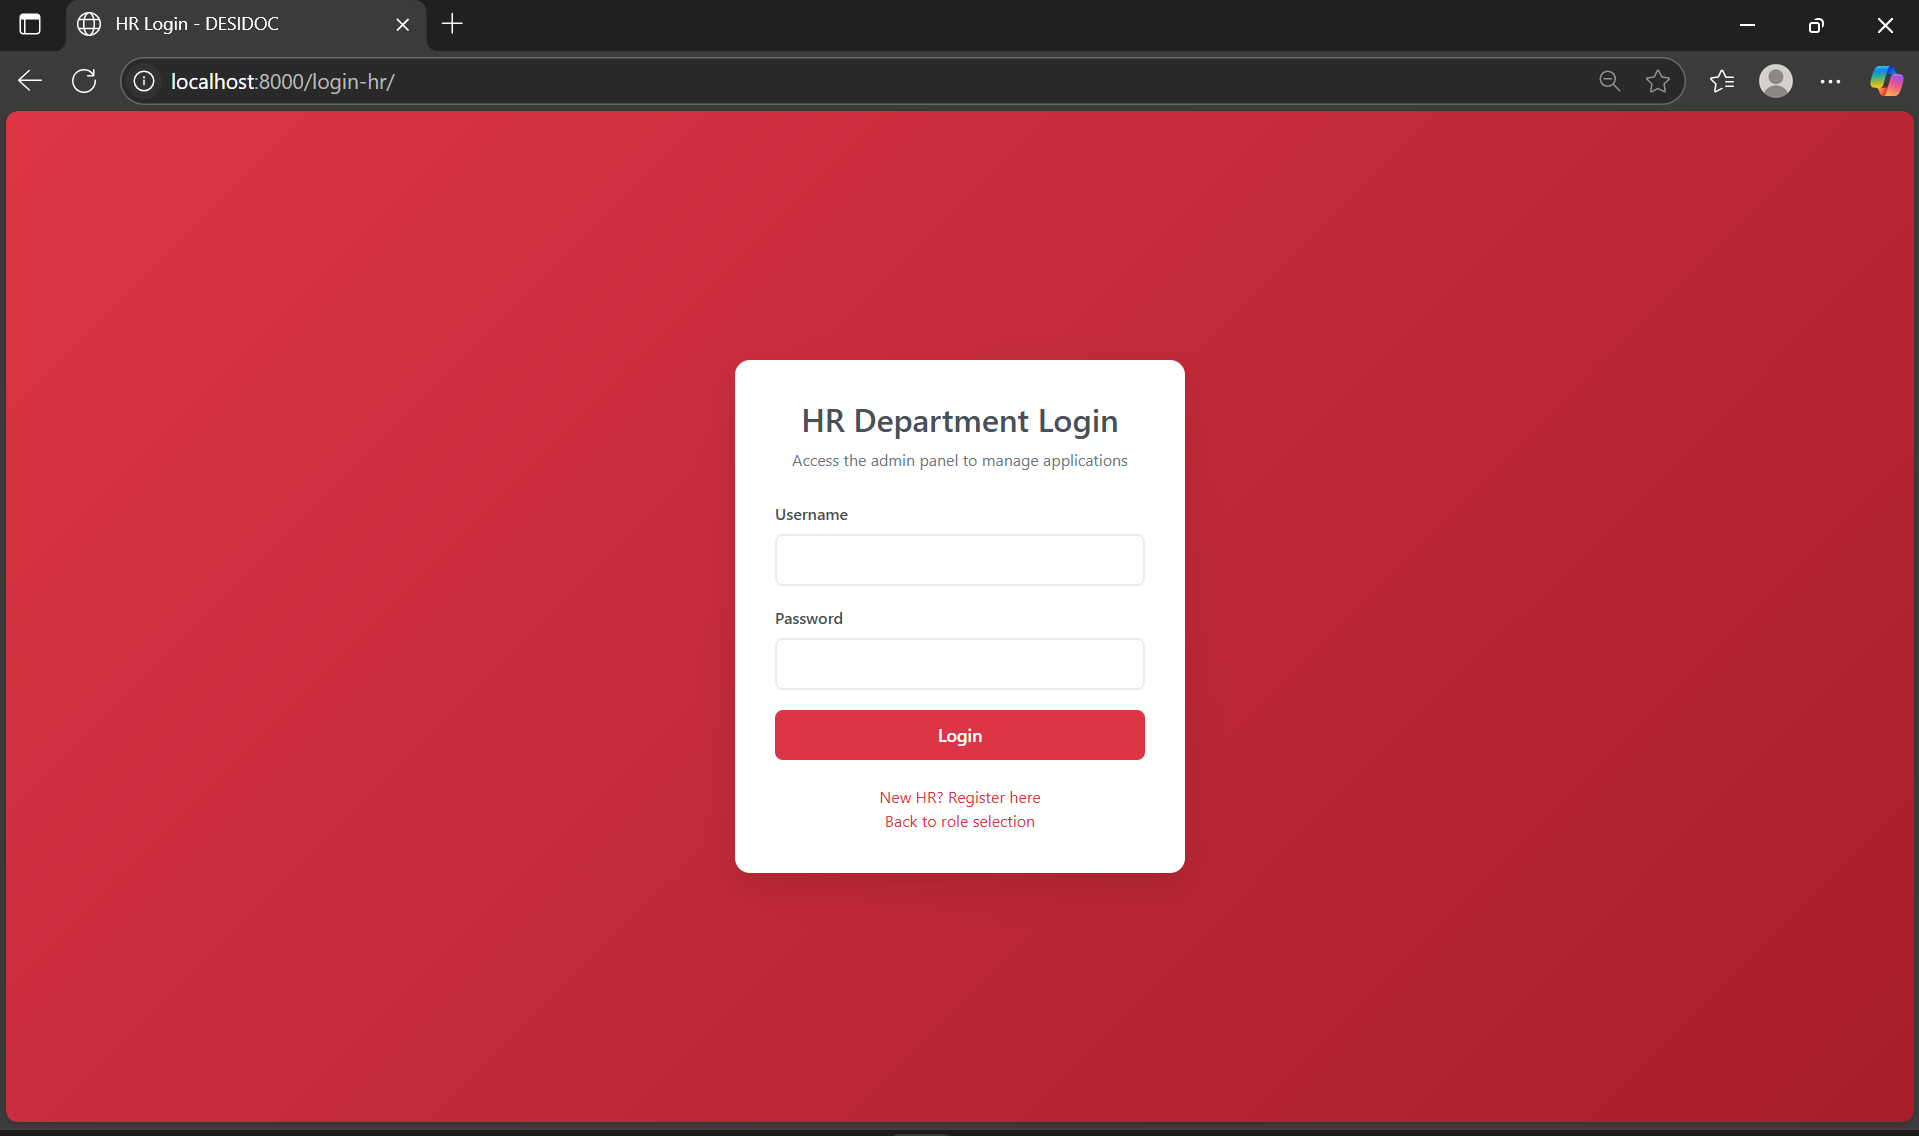 HR Login - DESIDOC
localhost:8000/login-hr/
HR Department Login
Access the admin panel to manage applications
Username
Password
Login
New HR? Register here
Back to role selection